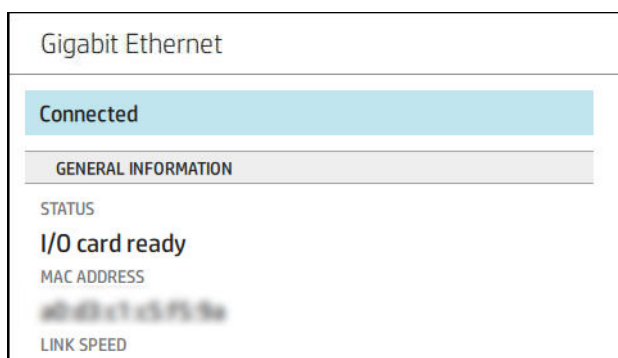 Gigabit Ethernet
Connected
GENERAL INFORMATION
STATUS
I/O card ready
MAC ADDRESS
LINK SPEED